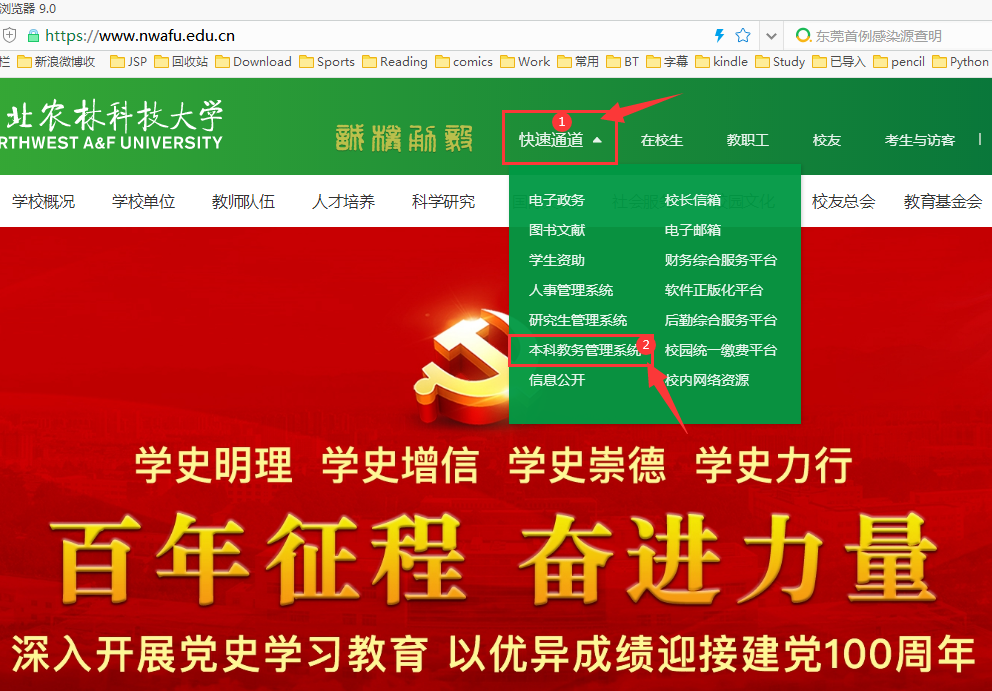 浏览器 9.0
https://www.nwafu.edu.cn
东莞首例感染源查明
栏 新浪微博收 JSP 回收站 Download Sports Reading comics Work 常用 BT 字幕 kindle Study 已导入 pencil Python
北农林科技大学
RTHWEST A&F UNIVERSITY
诚朴勇毅
1
快速通道
在校生
教职工
校友
考生与访客
学校概况 学校单位 教师队伍 人才培养 科学研究 校友总会 教育基金会
电子政务 校长信箱
图书文献 电子邮箱
学生资助 财务综合服务平台
人事管理系统 软件正版化平台
研究生管理系统 后勤综合服务平台
本科教务管理系统 2 校园统一缴费平台
信息公开 校内网络资源
学史明理 学史增信 学史崇德 学史力行
百年征程 奋进力量
深入开展党史学习教育 以优异成绩迎接建党100周年